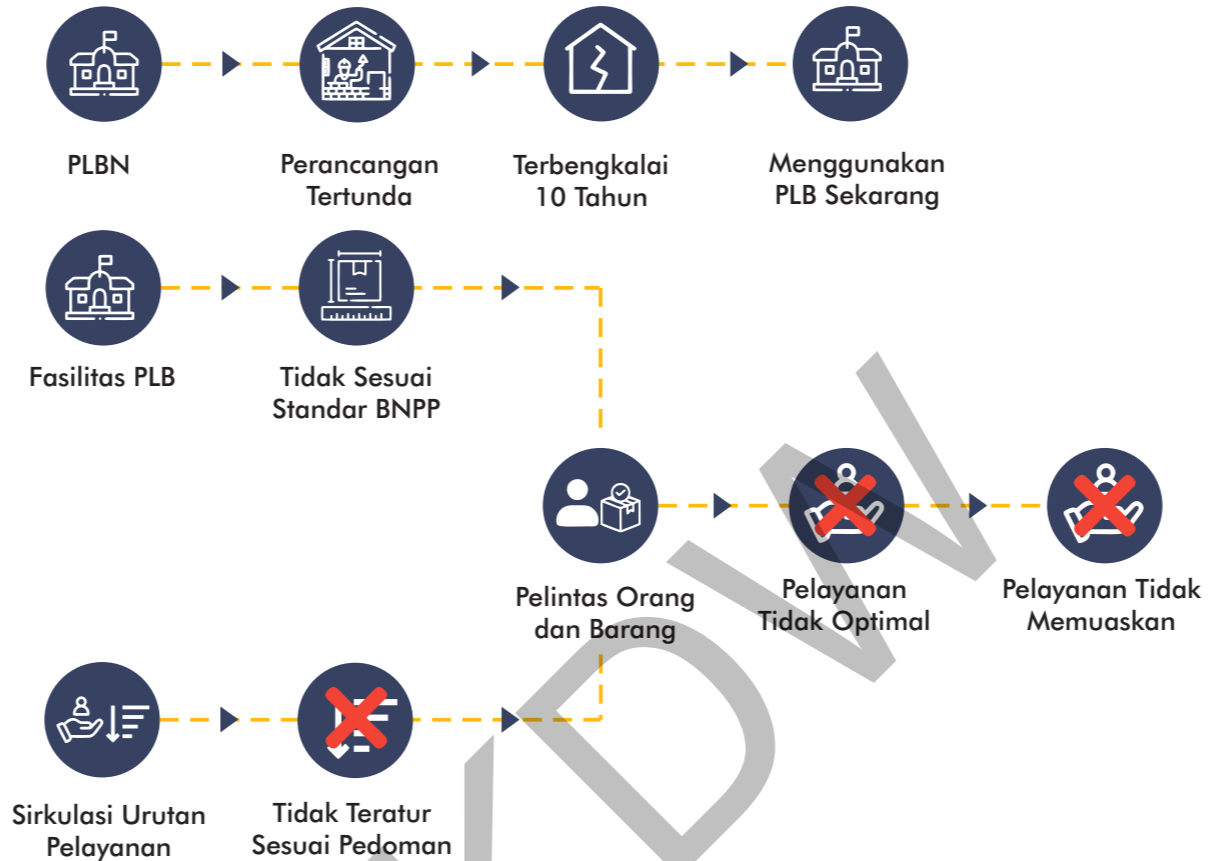 PLBN
Perancangan
Tertunda
Terbengkalai
10 Tahun
Menggunakan
PLB Sekarang
Fasilitas PLB
Tidak Sesuai
Standar BNPP
Pelintas Orang
dan Barang
Pelayanan
Tidak Optimal
Pelayanan Tidak
Memuaskan
Sirkulasi Urutan
Pelayanan
Tidak Teratur
Sesuai Pedoman
KDW